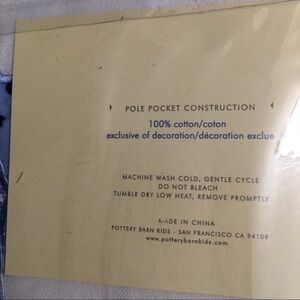 POLE POCKET CONSTRUCTION
100% cotton/coton
exclusive of decoration/décoration exclue
MACHINE WASH COLD, GENTLE CYCLE
DO NOT BLEACH
TUMBLE DRY LOW HEAT, REMOVE PROMPTLY
MADE IN CHINA
POTTERY BARN KIDS - SAN FRANCISCO CA 94109
www.potterybarnkids.com